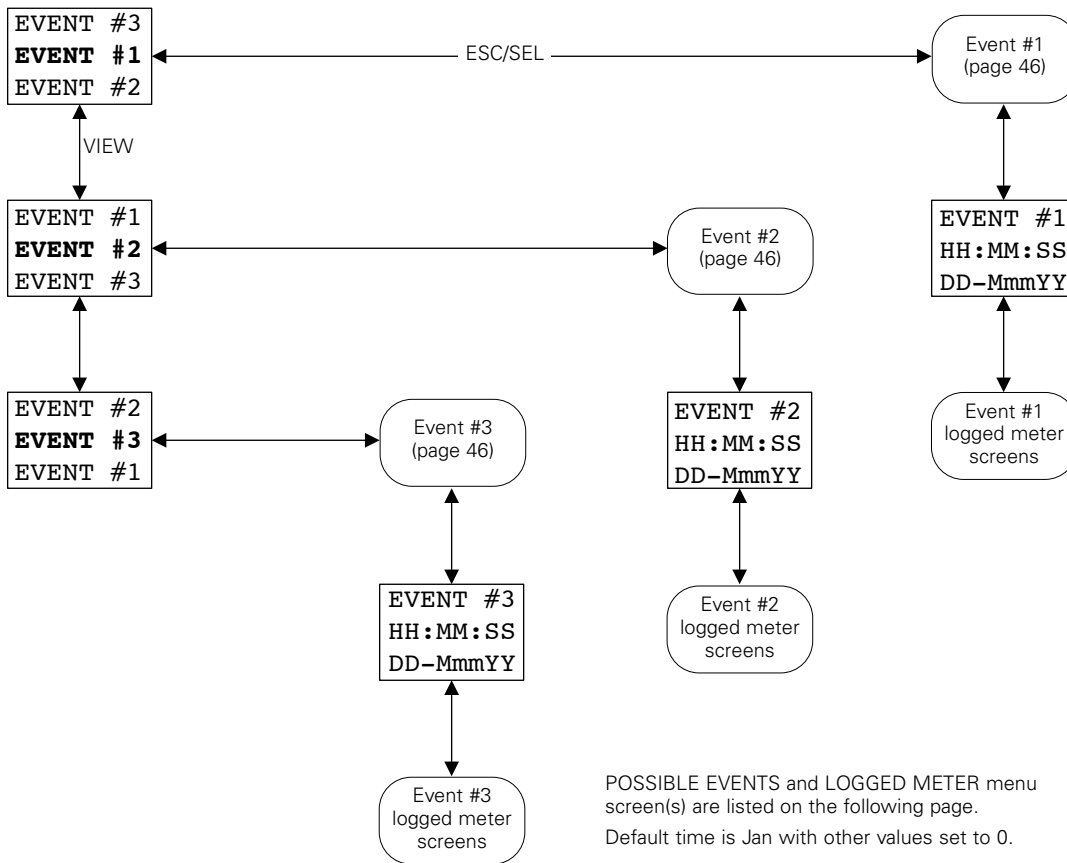 EVENT #3
EVENT #1
EVENT #2
ESC/SEL
Event #1
(page 46)
VIEW
EVENT #1
EVENT #2
EVENT #3
Event #2
(page 46)
EVENT #1
HH:MM:SS
DD-MmmYY
EVENT #2
EVENT #3
EVENT #1
Event #3
(page 46)
EVENT #2
HH:MM:SS
DD-MmmYY
Event #1
logged meter
screens
EVENT #3
HH:MM:SS
DD-MmmYY
Event #2
logged meter
screens
Event #3
logged meter
screens
POSSIBLE EVENTS and LOGGED METER menu
screen(s) are listed on the following page.
Default time is Jan with other values set to 0.